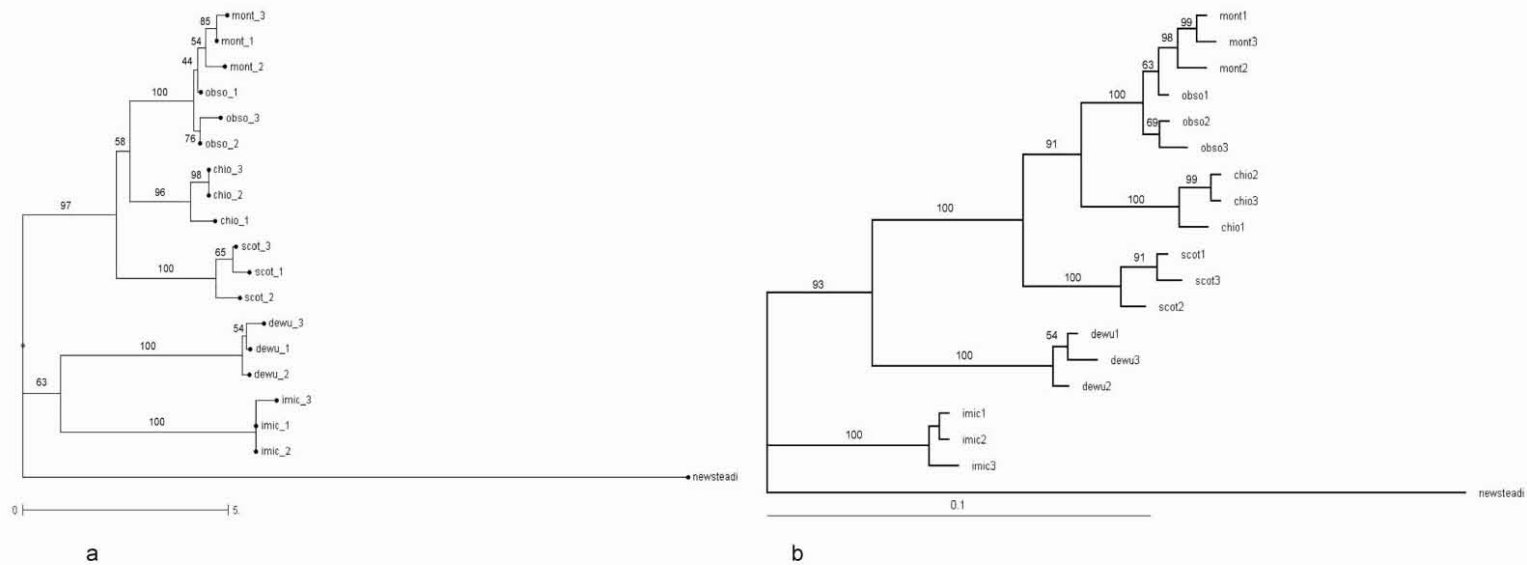 85
mont_3
mont_1
54
mont_2
44
obso_1
100
obso_3
76
obso_2
58
chio_3
98
chio_2
96
chio_1
97
scot_3
65
scot_1
100
scot_2
dewu_3
54
dewu_1
100
dewu_2
63
imic_3
100
imic_1
imic_2
newsteadi
0
5.
a
mont1
99
mont3
98
mont2
63
obso1
100
obso2
69
obso3
91
chio2
99
chio3
100
chio1
100
scot1
91
scot3
100
scot2
93
dewu1
54
dewu3
100
dewu2
imic1
100
imic2
imic3
newsteadi
0.1
b